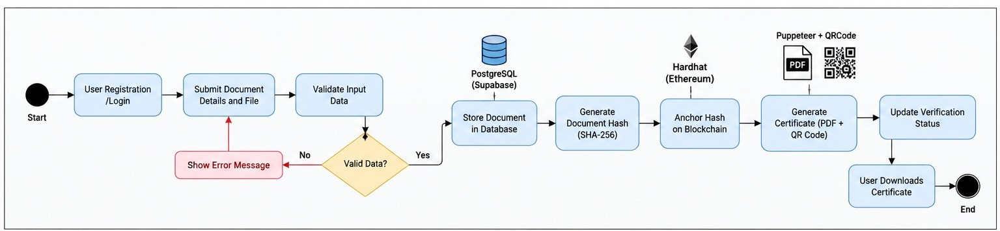 Start
User Registration
/Login
Submit Document
Details and File
Validate Input
Data
Show Error Message
No
Valid Data?
Yes
PostgreSQL
(Supabase)
Store Document
in Database
Generate
Document Hash
(SHA-256)
Hardhat
(Ethereum)
Anchor Hash
on Blockchain
Puppeteer + QRCode
PDF
Generate
Certificate (PDF +
QR Code)
Update Verification
Status
User Downloads
Certificate
End